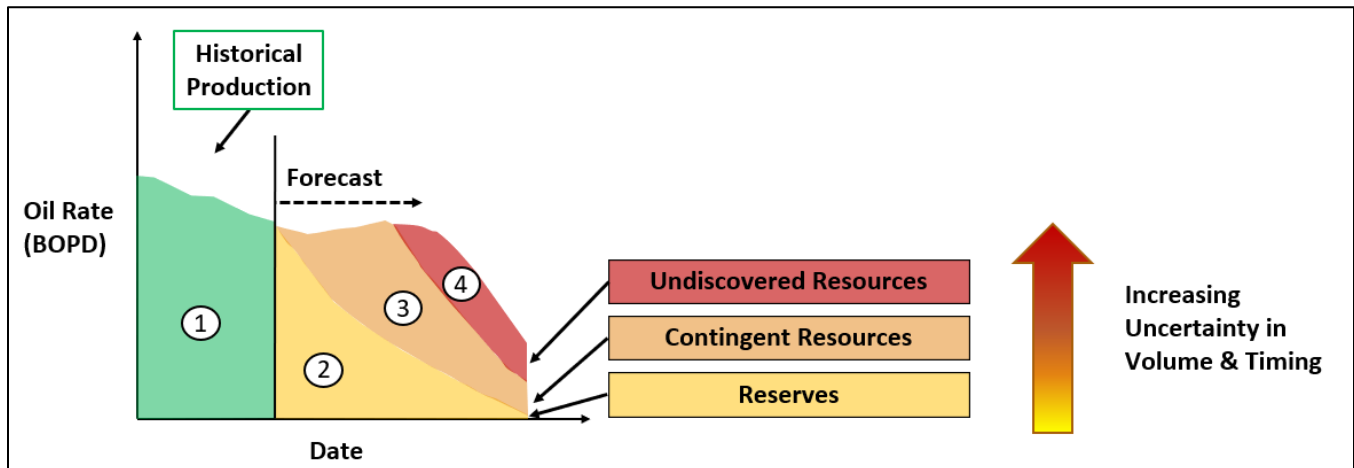 Historical
Production
Forecast
Oil Rate
(BOPD)
1
2
3
4
Undiscovered Resources
Contingent Resources
Reserves
Increasing
Uncertainty in
Volume & Timing
Date